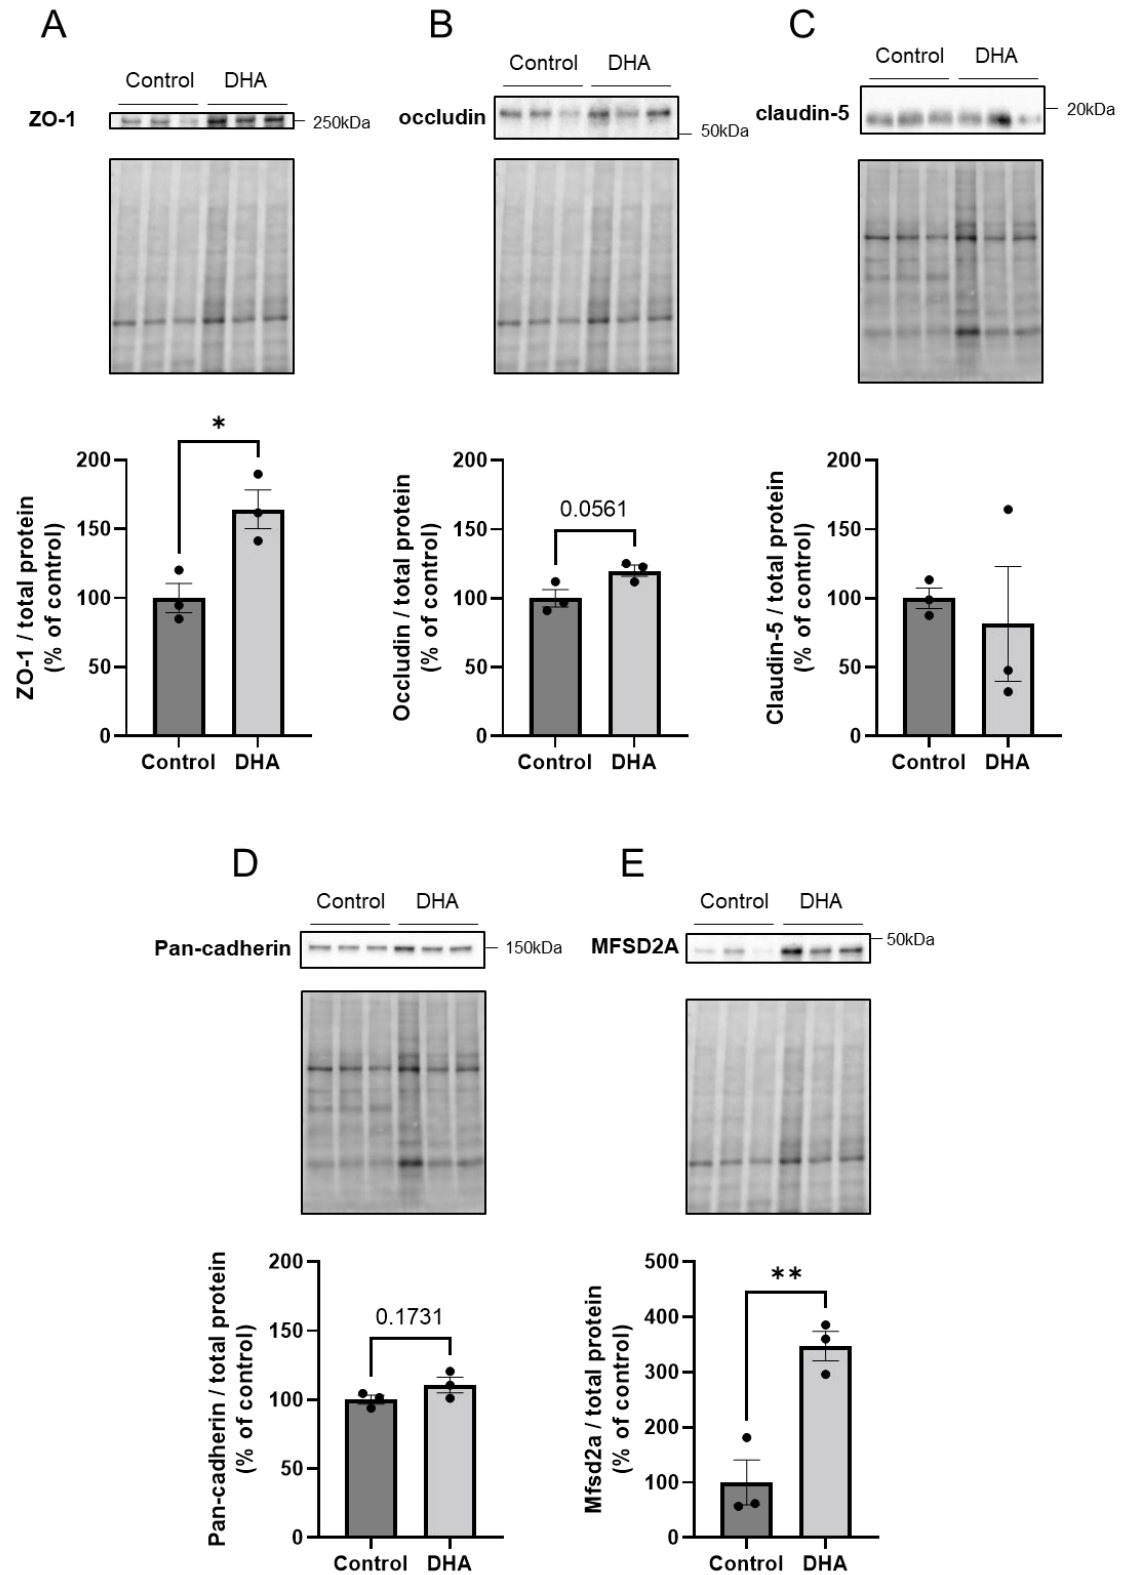 A
Control DHA
ZO-1
250kDa
*
ZO-1 / total protein
(% of control)
200
150
100
50
0
Control DHA
B
Control DHA
occludin
50kDa
0.0561
Occludin / total protein
(% of control)
200
150
100
50
0
Control DHA
C
Control DHA
claudin-5
20kDa
Claudin-5 / total protein
(% of control)
200
150
100
50
0
Control DHA
D
Control DHA
Pan-cadherin
150kDa
0.1731
Pan-cadherin / total protein
(% of control)
200
150
100
50
0
Control DHA
E
Control DHA
MFSD2A
50kDa
**
Mfsd2a / total protein
(% of control)
500
400
300
200
100
0
Control DHA